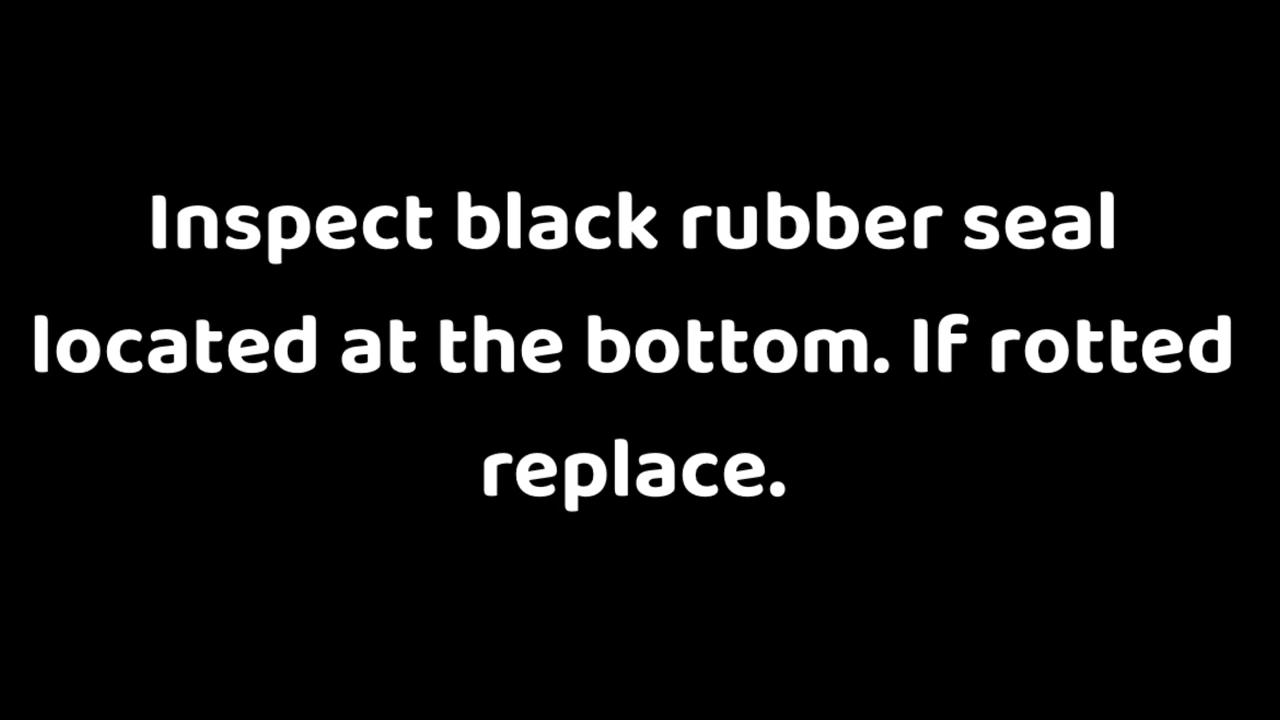 Inspect black rubber seal
located at the bottom. If rotted
replace.